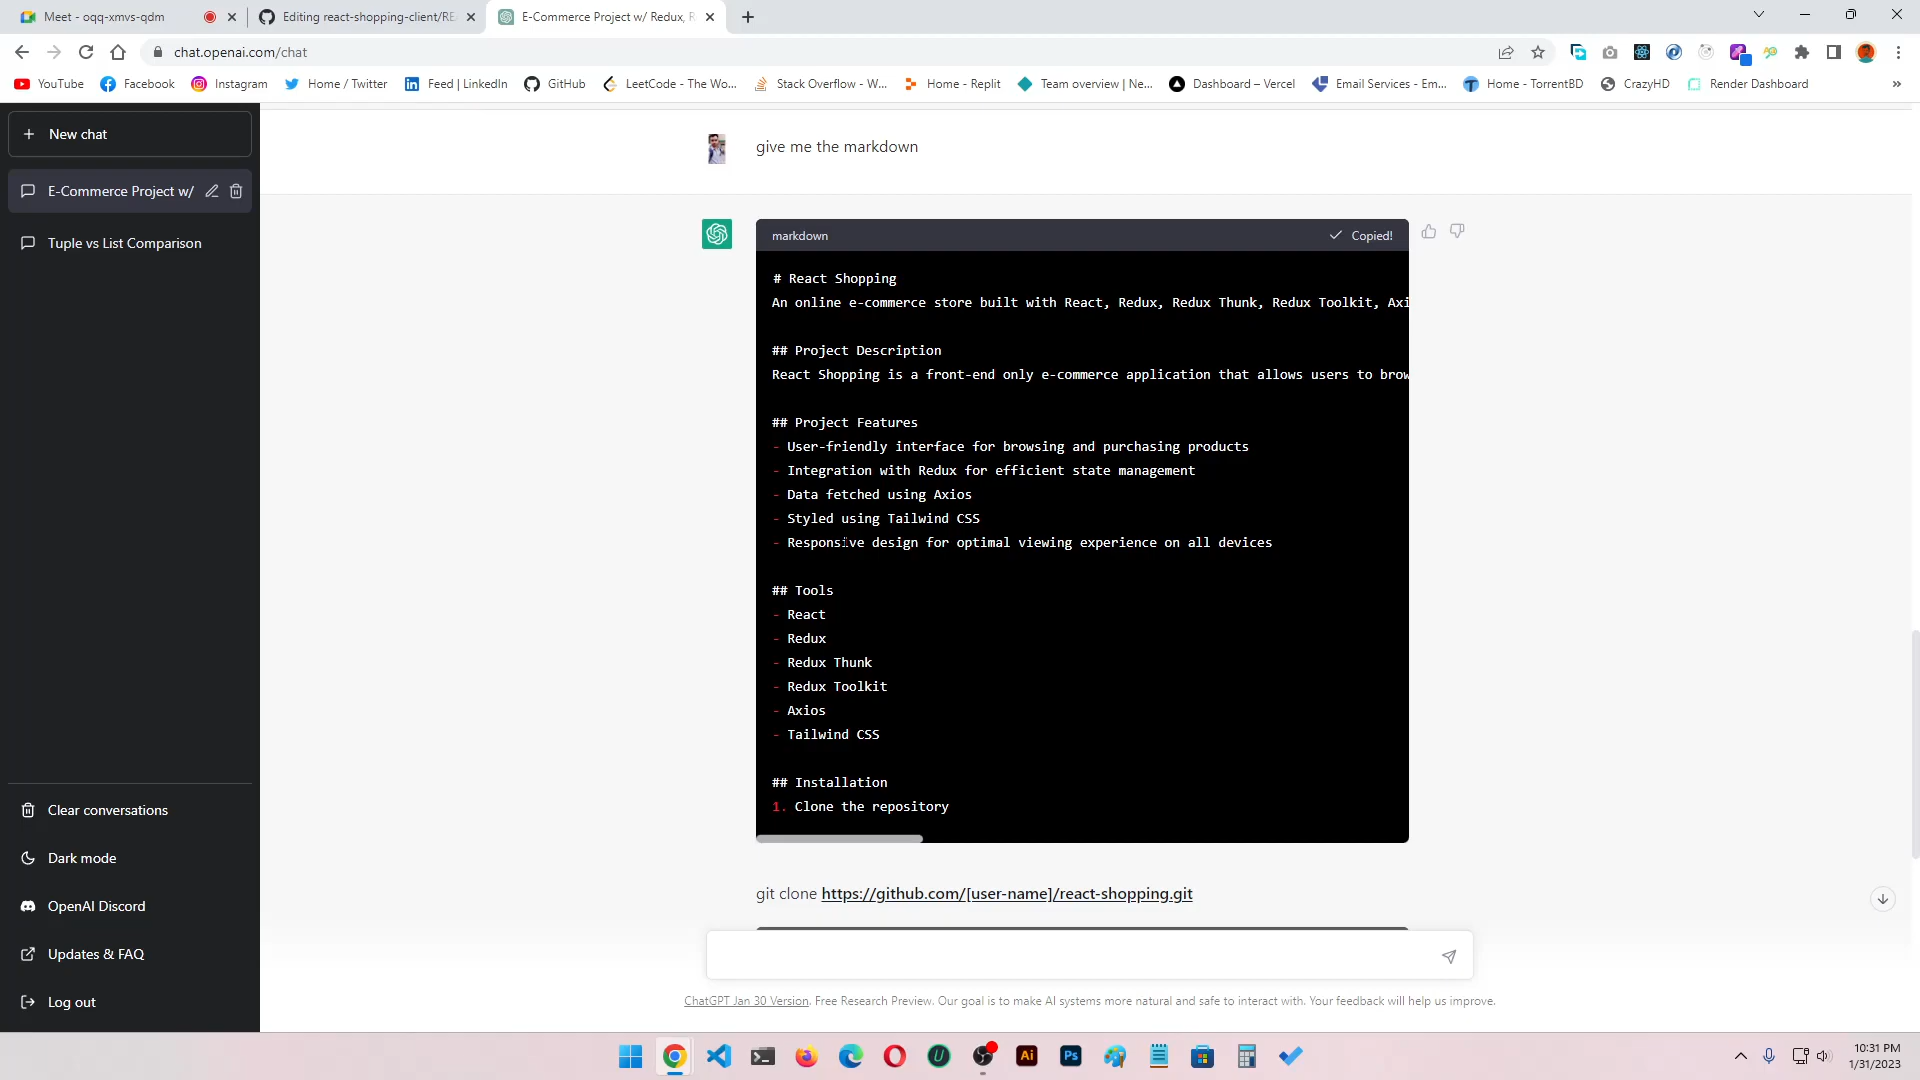 Meet - oqq-xmvs-qdm
Editing react-shopping-client/RE
E-Commerce Project w/ Redux, R
chat.openai.com/chat
YouTube
Facebook
Instagram
Home / Twitter
Feed | LinkedIn
GitHub
LeetCode - The Wo...
Stack Overflow - W...
Home - Replit
Team overview | Ne...
Dashboard – Vercel
Email Services - Em...
Home - TorrentBD
CrazyHD
Render Dashboard
»
New chat
E-Commerce Project w/
Tuple vs List Comparison
give me the markdown
markdown
Copied!
# React Shopping
An online e-commerce store built with React, Redux, Redux Thunk, Redux Toolkit, Axi
## Project Description
React Shopping is a front-end only e-commerce application that allows users to brow
## Project Features
- User-friendly interface for browsing and purchasing products
- Integration with Redux for efficient state management
- Data fetched using Axios
- Styled using Tailwind CSS
- Responsive design for optimal viewing experience on all devices
## Tools
- React
- Redux
- Redux Thunk
- Redux Toolkit
- Axios
- Tailwind CSS
## Installation
1. Clone the repository
git clone https://github.com/[user-name]/react-shopping.git
Clear conversations
Dark mode
OpenAI Discord
Updates & FAQ
Log out
ChatGPT Jan 30 Version. Free Research Preview. Our goal is to make AI systems more natural and safe to interact with. Your feedback will help us improve.
Ai
Ps
10:31 PM
1/31/2023